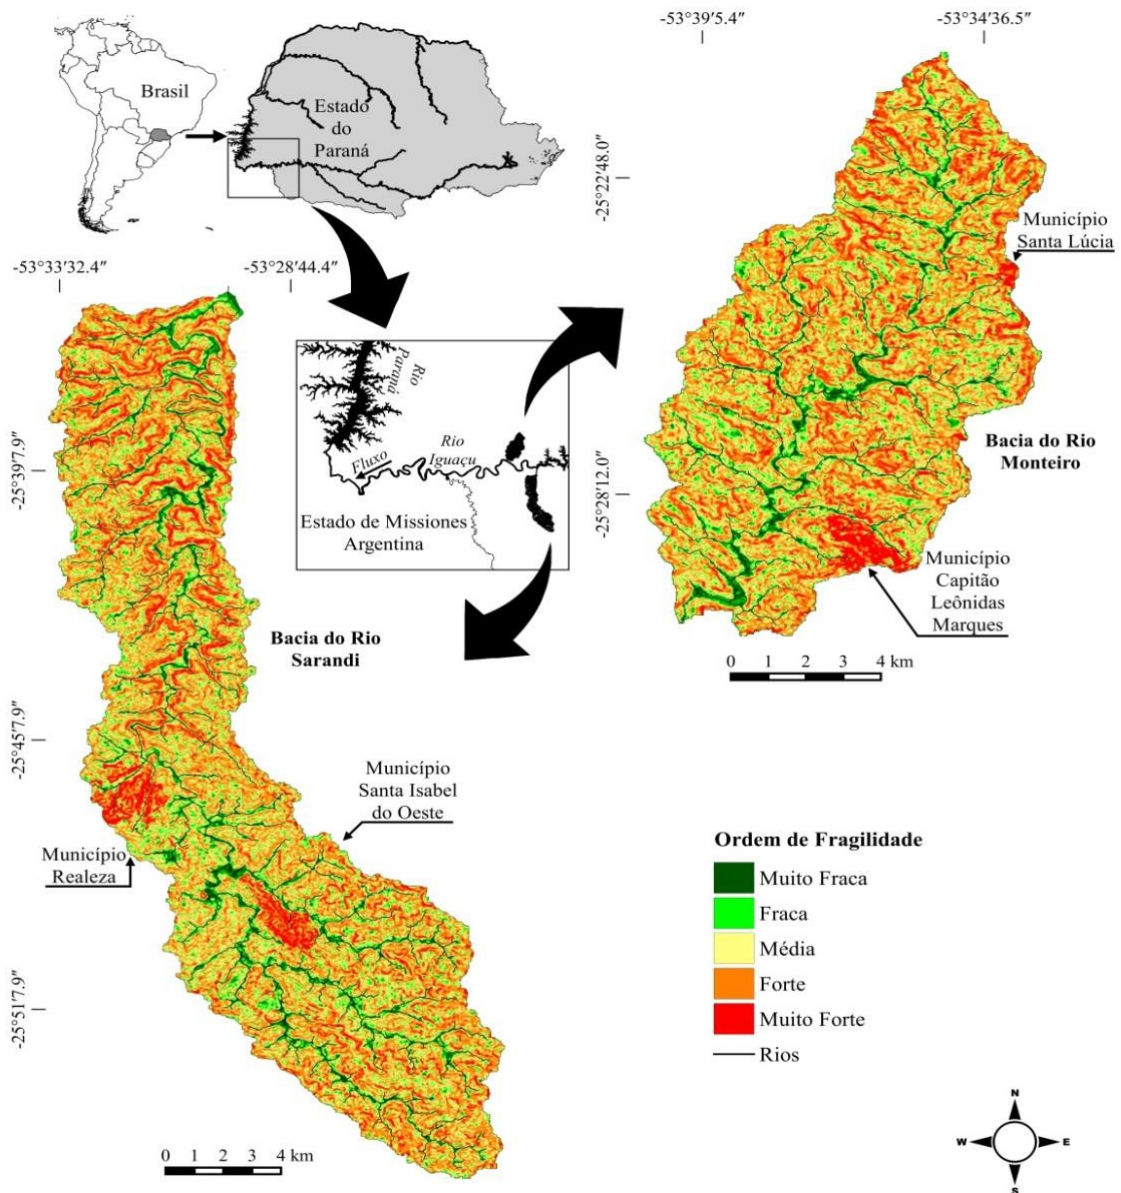 Brasil
Estado
do
Paraná
-53°39′5.4″
-53°34′36.5″
-25°22′48.0″
-25°28′12.0″
Município
Santa Lúcia
Bacia do Rio
Monteiro
Município
Capitão
Leônidas
Marques
0 1 2 3 4 km
-53°33′32.4″
-53°28′44.4″
-25°39′7.9″
-25°45′7.9″
-25°51′7.9″
Rio
Paraná
Rio
Iguaçu
Fluxo
Estado de Missiones
Argentina
Bacia do Rio
Sarandi
Município
Santa Isabel
do Oeste
Município
Realeza
0 1 2 3 4 km
Ordem de Fragilidade
Muito Fraca
Fraca
Média
Forte
Muito Forte
Rios
N
W E
S